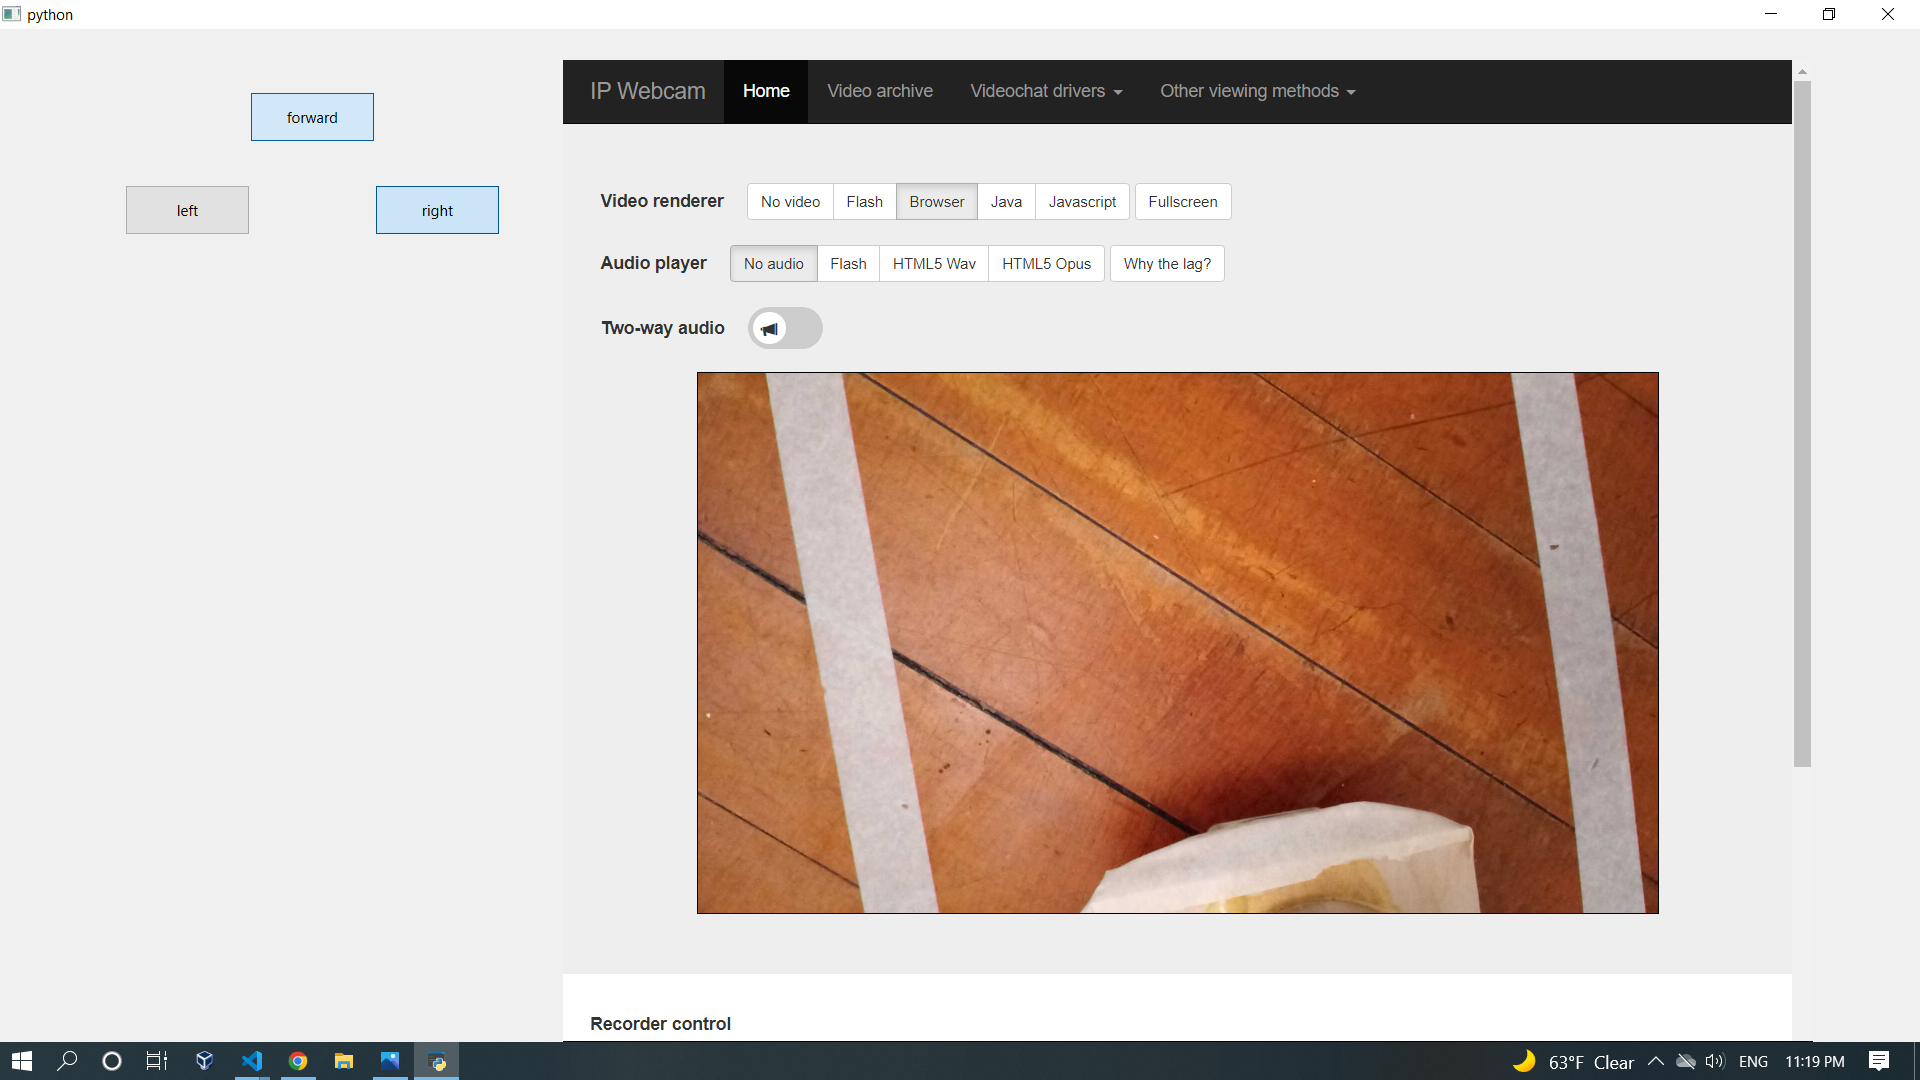 python
forward
left
right
IP Webcam Home Video archive Videochat drivers Other viewing methods
Video renderer No video Flash Browser Java Javascript Fullscreen
Audio player No audio Flash HTML5 Wav HTML5 Opus Why the lag?
Two-way audio
Recorder control
63°F Clear ENG 11:19 PM